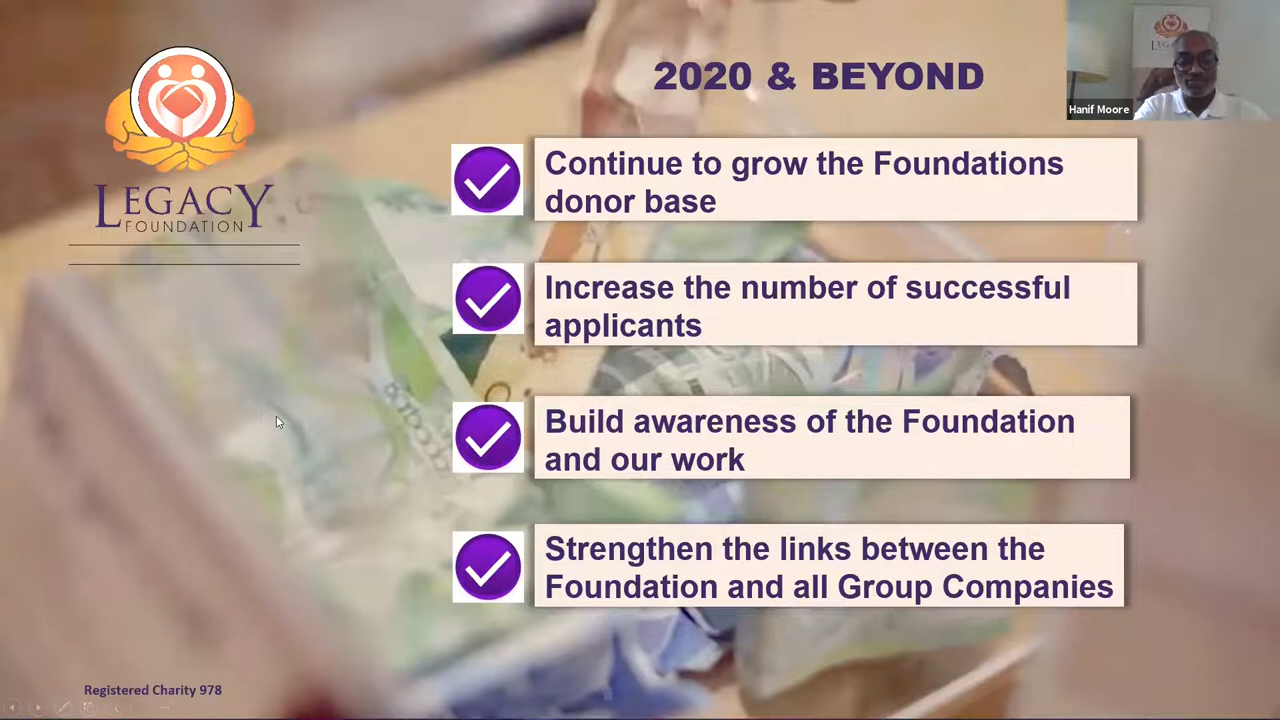 2020 & BEYOND
Hanif Moore
LEGACY
FOUNDATION
Continue to grow the Foundations
donor base
Increase the number of successful
applicants
Build awareness of the Foundation
and our work
Strengthen the links between the
Foundation and all Group Companies
Registered Charity 978